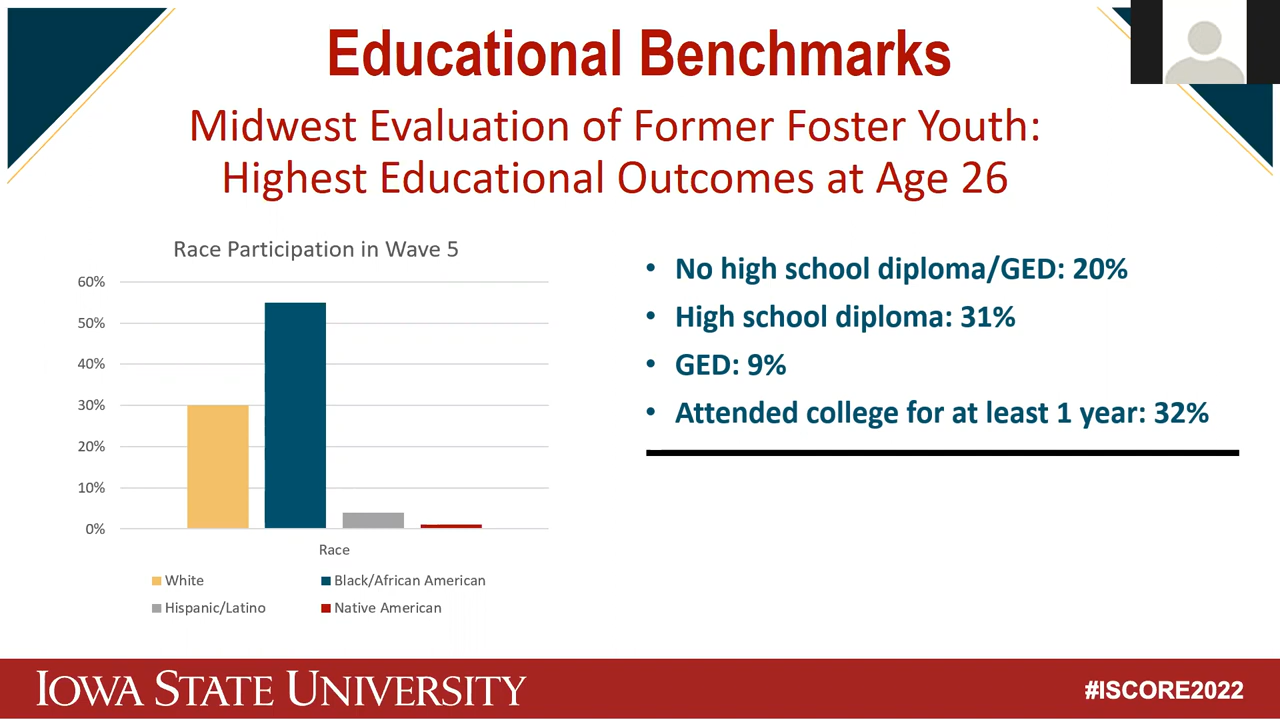 Educational Benchmarks
Midwest Evaluation of Former Foster Youth:
Highest Educational Outcomes at Age 26
Race Participation in Wave 5
60%
50%
40%
30%
20%
10%
0%
Race
White
Black/African American
Hispanic/Latino
Native American
• No high school diploma/GED: 20%
• High school diploma: 31%
• GED: 9%
• Attended college for at least 1 year: 32%
IOWA STATE UNIVERSITY
#ISCORE2022